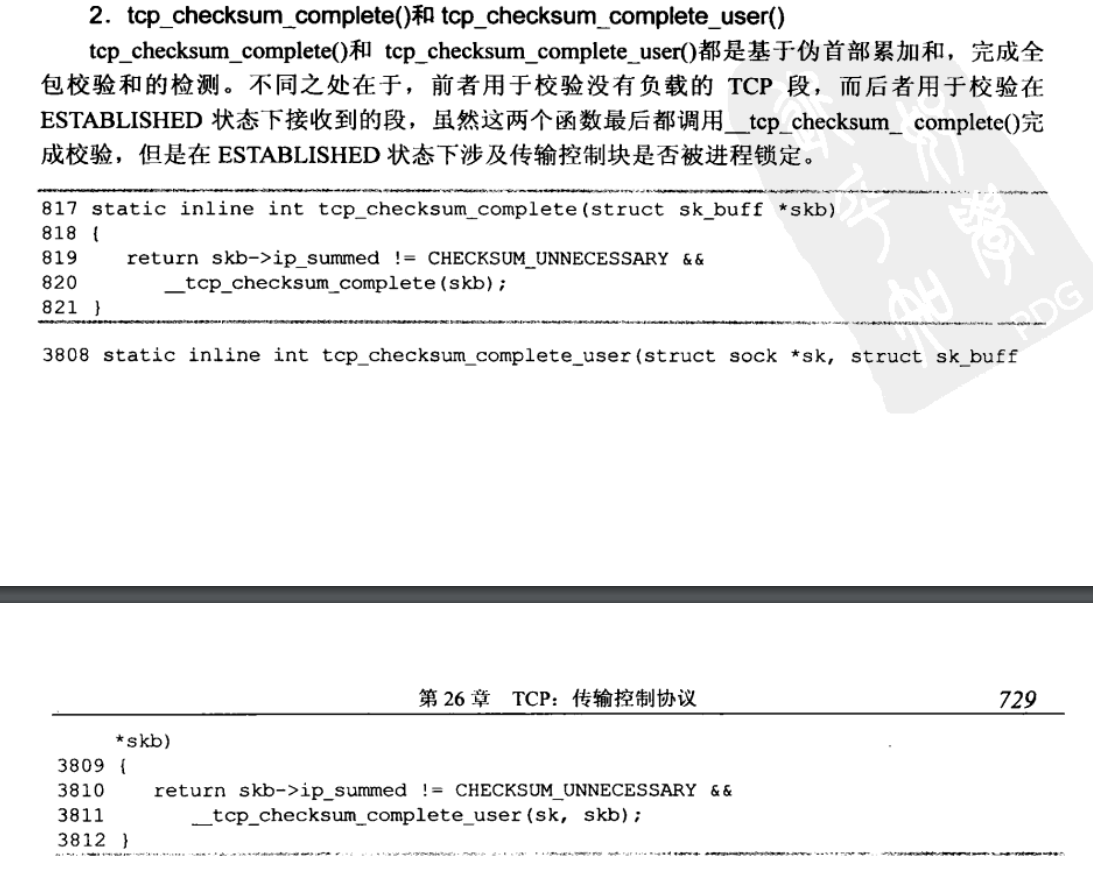 2．tcp_checksum_complete()和 tcp_checksum_complete_user()
tcp_checksum_complete()和 tcp_checksum_complete_user()都是基于伪首部累加和，完成全
包校验和的检测。不同之处在于，前者用于校验没有负载的 TCP 段，而后者用于校验在
ESTABLISHED 状态下接收到的段，虽然这两个函数最后都调用__tcp_checksum_ complete()完
成校验，但是在 ESTABLISHED 状态下涉及传输控制块是否被进程锁定。
817 static inline int tcp_checksum_complete(struct sk_buff *skb)
818 {
819    return skb->ip_summed != CHECKSUM_UNNECESSARY &&
820       __tcp_checksum_complete(skb);
821 }
3808 static inline int tcp_checksum_complete_user(struct sock *sk, struct sk_buff
PDG
第 26 章 TCP：传输控制协议 729
*skb)
3809 {
3810    return skb->ip_summed != CHECKSUM_UNNECESSARY &&
3811       __tcp_checksum_complete_user(sk, skb);
3812 }